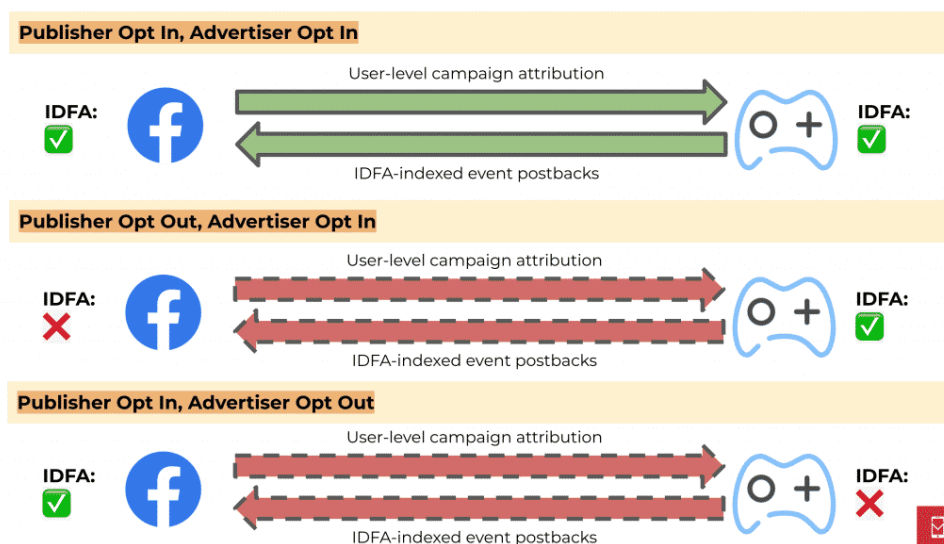 Publisher Opt In, Advertiser Opt In
User-level campaign attribution
IDFA:
IDFA:
IDFA-indexed event postbacks
Publisher Opt Out, Advertiser Opt In
User-level campaign attribution
IDFA:
IDFA:
IDFA-indexed event postbacks
Publisher Opt In, Advertiser Opt Out
User-level campaign attribution
IDFA:
IDFA:
IDFA-indexed event postbacks